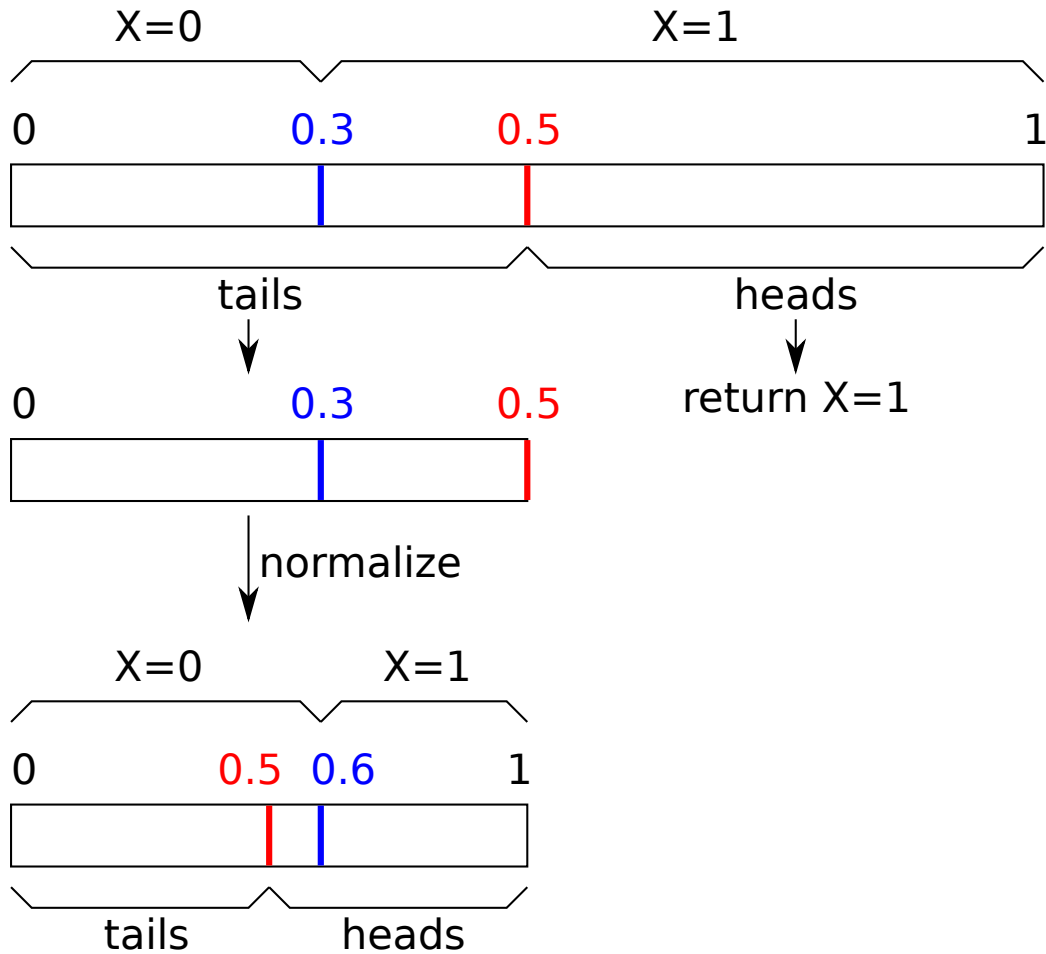 X=0 X=1
0 0.3 0.5 1
tails heads
0 0.3 0.5 return X=1
normalize
X=0 X=1
0 0.5 0.6 1
tails heads